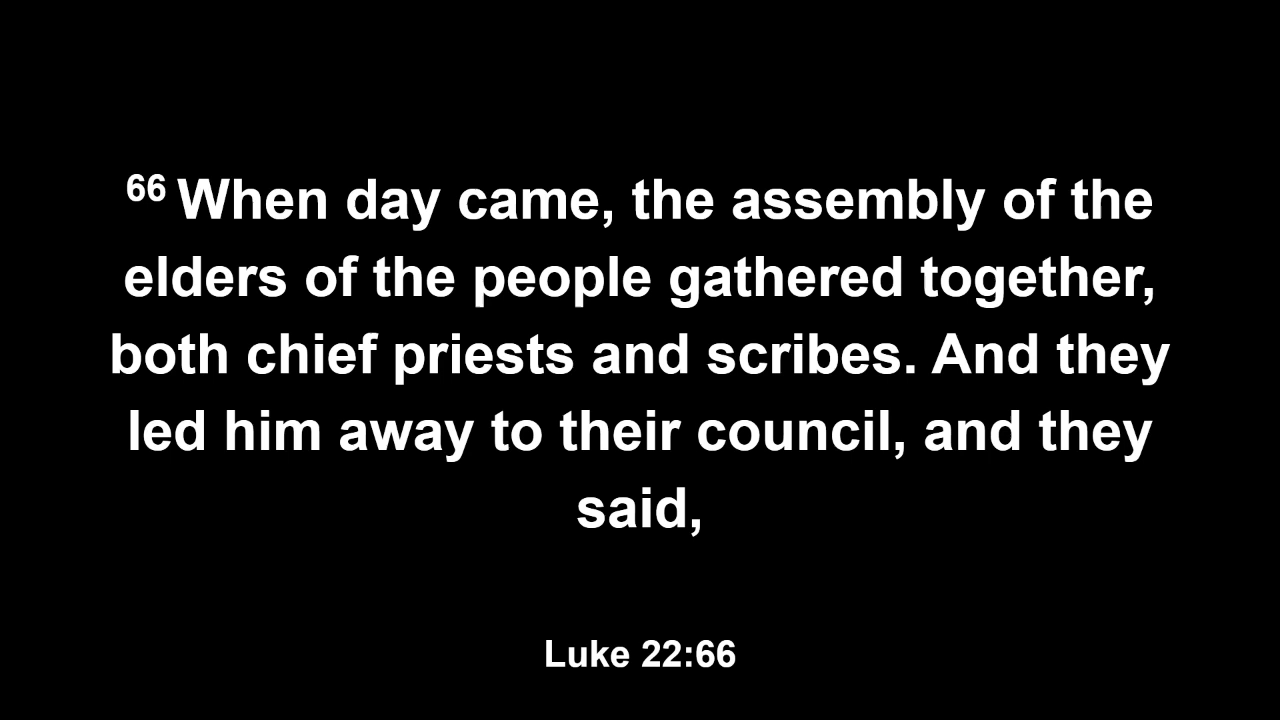 66 When day came, the assembly of the
elders of the people gathered together,
both chief priests and scribes. And they
led him away to their council, and they
said,
Luke 22:66